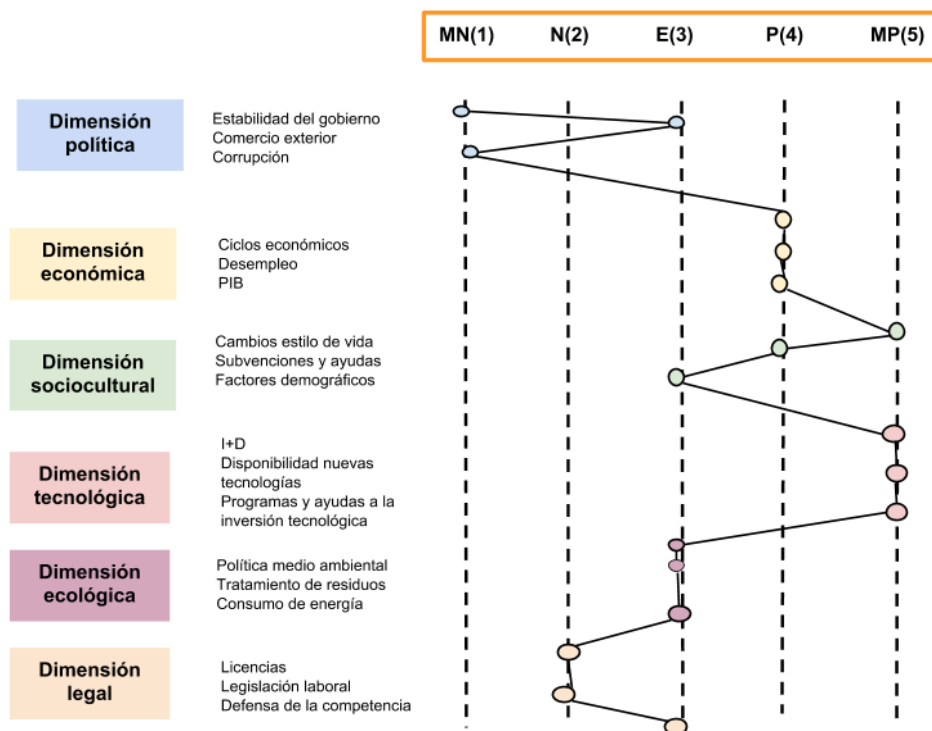 MN(1) N(2) E(3) P(4) MP(5)
Dimensión
política
Estabilidad del gobierno
Comercio exterior
Corrupción
Dimensión
económica
Ciclos económicos
Desempleo
PIB
Dimensión
sociocultural
Cambios estilo de vida
Subvenciones y ayudas
Factores demográficos
Dimensión
tecnológica
I+D
Disponibilidad nuevas
tecnologías
Programas y ayudas a la
inversión tecnológica
Dimensión
ecológica
Política medio ambiental
Tratamiento de residuos
Consumo de energía
Dimensión
legal
Licencias
Legislación laboral
Defensa de la competencia